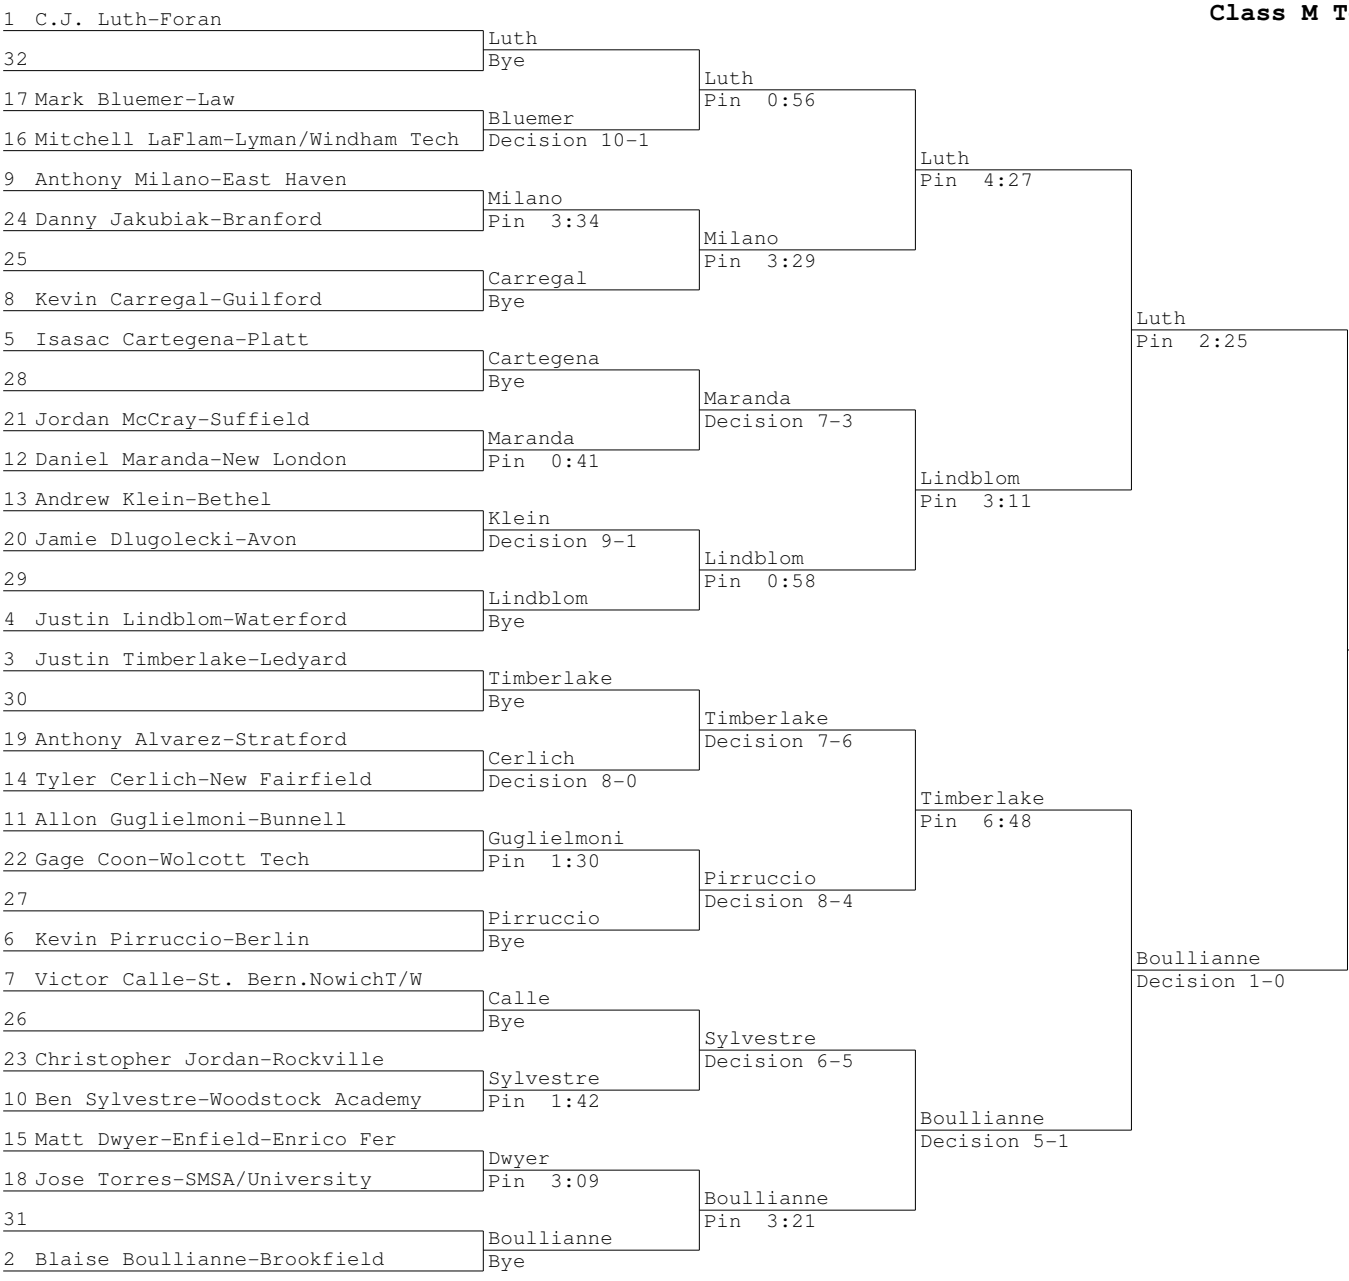 Class M T
1 C.J. Luth-Foran
Luth
32
Bye
Luth
17 Mark Bluemer-Law
Pin 0:56
Bluemer
16 Mitchell LaFlam-Lyman/Windham Tech
Decision 10-1
Luth
9 Anthony Milano-East Haven
Pin 4:27
Milano
24 Danny Jakubiak-Branford
Pin 3:34
Milano
25
Pin 3:29
Carregal
8 Kevin Carregal-Guilford
Bye
Luth
5 Isasac Cartegena-Platt
Pin 2:25
Cartegena
28
Bye
Maranda
21 Jordan McCray-Suffield
Decision 7-3
Maranda
12 Daniel Maranda-New London
Pin 0:41
Lindblom
13 Andrew Klein-Bethel
Pin 3:11
Klein
20 Jamie Dlugolecki-Avon
Decision 9-1
Lindblom
29
Pin 0:58
Lindblom
4 Justin Lindblom-Waterford
Bye
3 Justin Timberlake-Ledyard
Timberlake
30
Bye
Timberlake
19 Anthony Alvarez-Stratford
Decision 7-6
Cerlich
14 Tyler Cerlich-New Fairfield
Decision 8-0
Timberlake
11 Allon Guglielmoni-Bunnell
Pin 6:48
Guglielmoni
22 Gage Coon-Wolcott Tech
Pin 1:30
Pirruccio
27
Decision 8-4
Pirruccio
6 Kevin Pirruccio-Berlin
Bye
Boullianne
7 Victor Calle-St. Bern.NowichT/W
Decision 1-0
Calle
26
Bye
Sylvestre
23 Christopher Jordan-Rockville
Decision 6-5
Sylvestre
10 Ben Sylvestre-Woodstock Academy
Pin 1:42
Boullianne
15 Matt Dwyer-Enfield-Enrico Fer
Decision 5-1
Dwyer
18 Jose Torres-SMSA/University
Pin 3:09
Boullianne
31
Pin 3:21
Boullianne
2 Blaise Boullianne-Brookfield
Bye